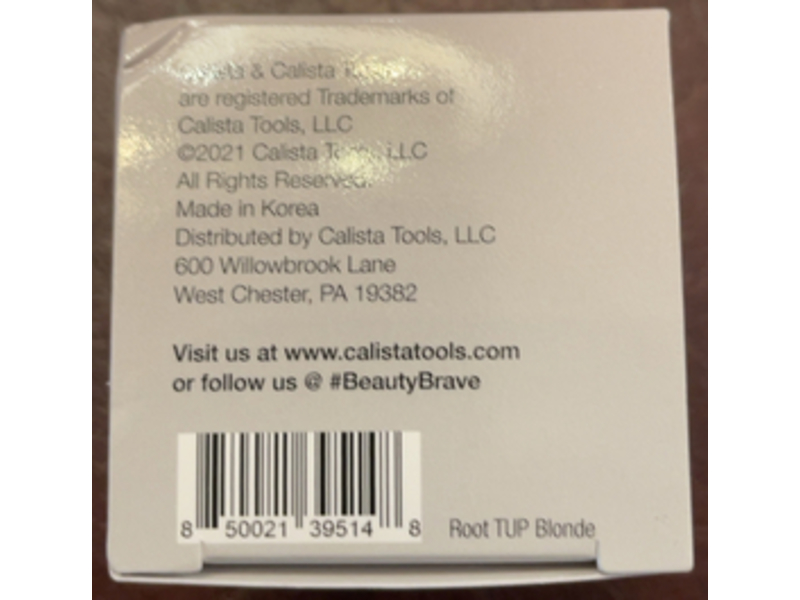 & Calista
are registered Trademarks of
Calista Tools, LLC
©2021 Calista LLC
All Rights Reserved.
Made in Korea
Distributed by Calista Tools, LLC
600 Willowbrook Lane
West Chester, PA 19382
Visit us at www.calistatools.com
or follow us @ #BeautyBrave
8 50021 39514 8
Root TUP Blonde